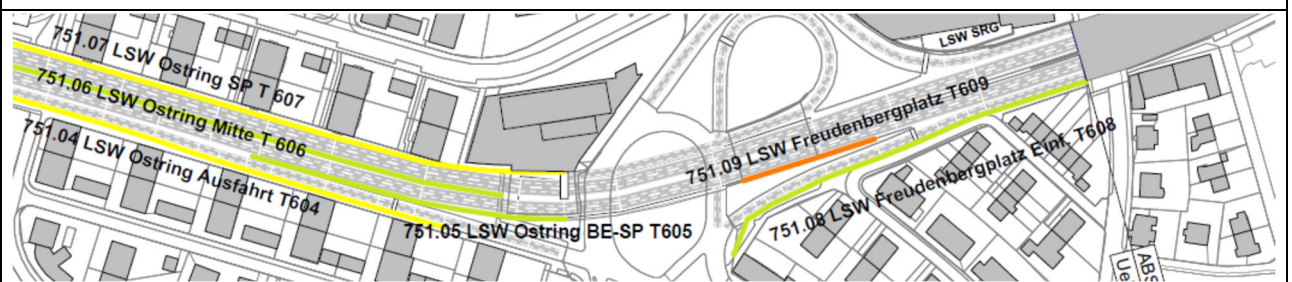 LSW SRG
751.07 LSW Ostring SP T 607
751.06 LSW Ostring Mitte T 606
751.04 LSW Ostring Ausfahrt T604
751.05 LSW Ostring BE-SP T605
751.09 LSW Freudenbergplatz T609
751.08 LSW Freudenbergplatz Einf. T608
ABS
Ue